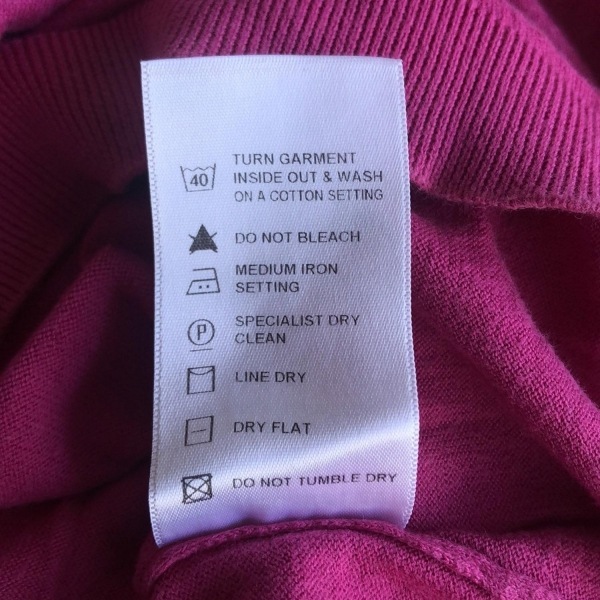 40
TURN GARMENT
INSIDE OUT & WASH
ON A COTTON SETTING
DO NOT BLEACH
MEDIUM IRON
SETTING
P
SPECIALIST DRY
CLEAN
LINE DRY
DRY FLAT
DO NOT TUMBLE DRY